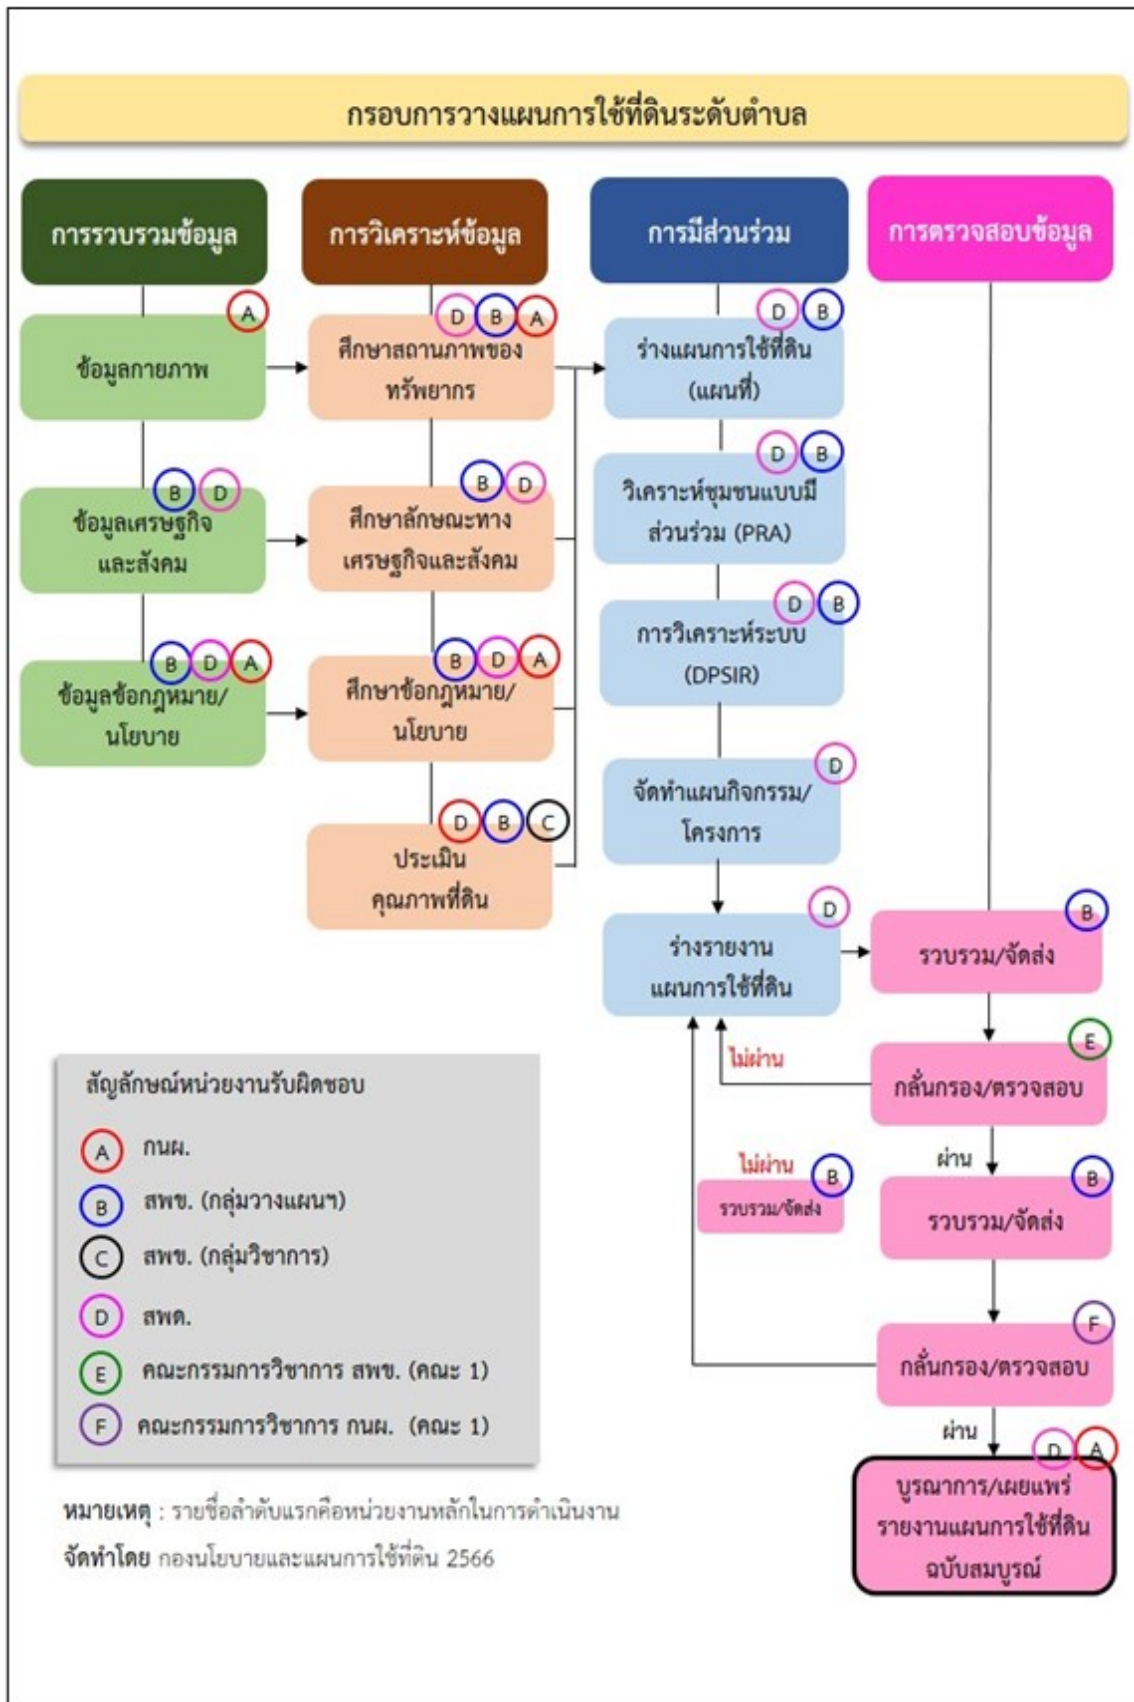 กรอบการวางแผนการใช้ที่ดินระดับตำบล
การรวบรวมข้อมูล
การวิเคราะห์ข้อมูล
การมีส่วนร่วม
การตรวจสอบข้อมูล
A
ข้อมูลกายภาพ
B D
ข้อมูลเศรษฐกิจ
และสังคม
B D A
ข้อมูลข้อกฎหมาย/
นโยบาย
D B A
ศึกษาสถานภาพของ
ทรัพยากร
B D
ศึกษาลักษณะทาง
เศรษฐกิจและสังคม
B D A
ศึกษาข้อกฎหมาย/
นโยบาย
D B C
ประเมิน
คุณภาพที่ดิน
D B
ร่างแผนการใช้ที่ดิน
(แผนที่)
D B
วิเคราะห์ชุมชนแบบมี
ส่วนร่วม (PRA)
D B
การวิเคราะห์ระบบ
(DPSIR)
D
จัดทำแผนกิจกรรม/
โครงการ
D
ร่างรายงาน
แผนการใช้ที่ดิน
B
รวบรวม/จัดส่ง
E
กลั่นกรอง/ตรวจสอบ
ไม่ผ่าน
ผ่าน
ไม่ผ่าน
B
รวบรวม/จัดส่ง
B
รวบรวม/จัดส่ง
F
กลั่นกรอง/ตรวจสอบ
ผ่าน
D A
บูรณาการ/เผยแพร่
รายงานแผนการใช้ที่ดิน
ฉบับสมบูรณ์
สัญลักษณ์หน่วยงานรับผิดชอบ
A กนผ.
B สพข. (กลุ่มวางแผนฯ)
C สพข. (กลุ่มวิชาการ)
D สพด.
E คณะกรรมการวิชาการ สพข. (คณะ 1)
F คณะกรรมการวิชาการ กนผ. (คณะ 1)
หมายเหตุ : รายชื่อลำดับแรกคือหน่วยงานหลักในการดำเนินงาน
จัดทำโดย กองนโยบายและแผนการใช้ที่ดิน 2566